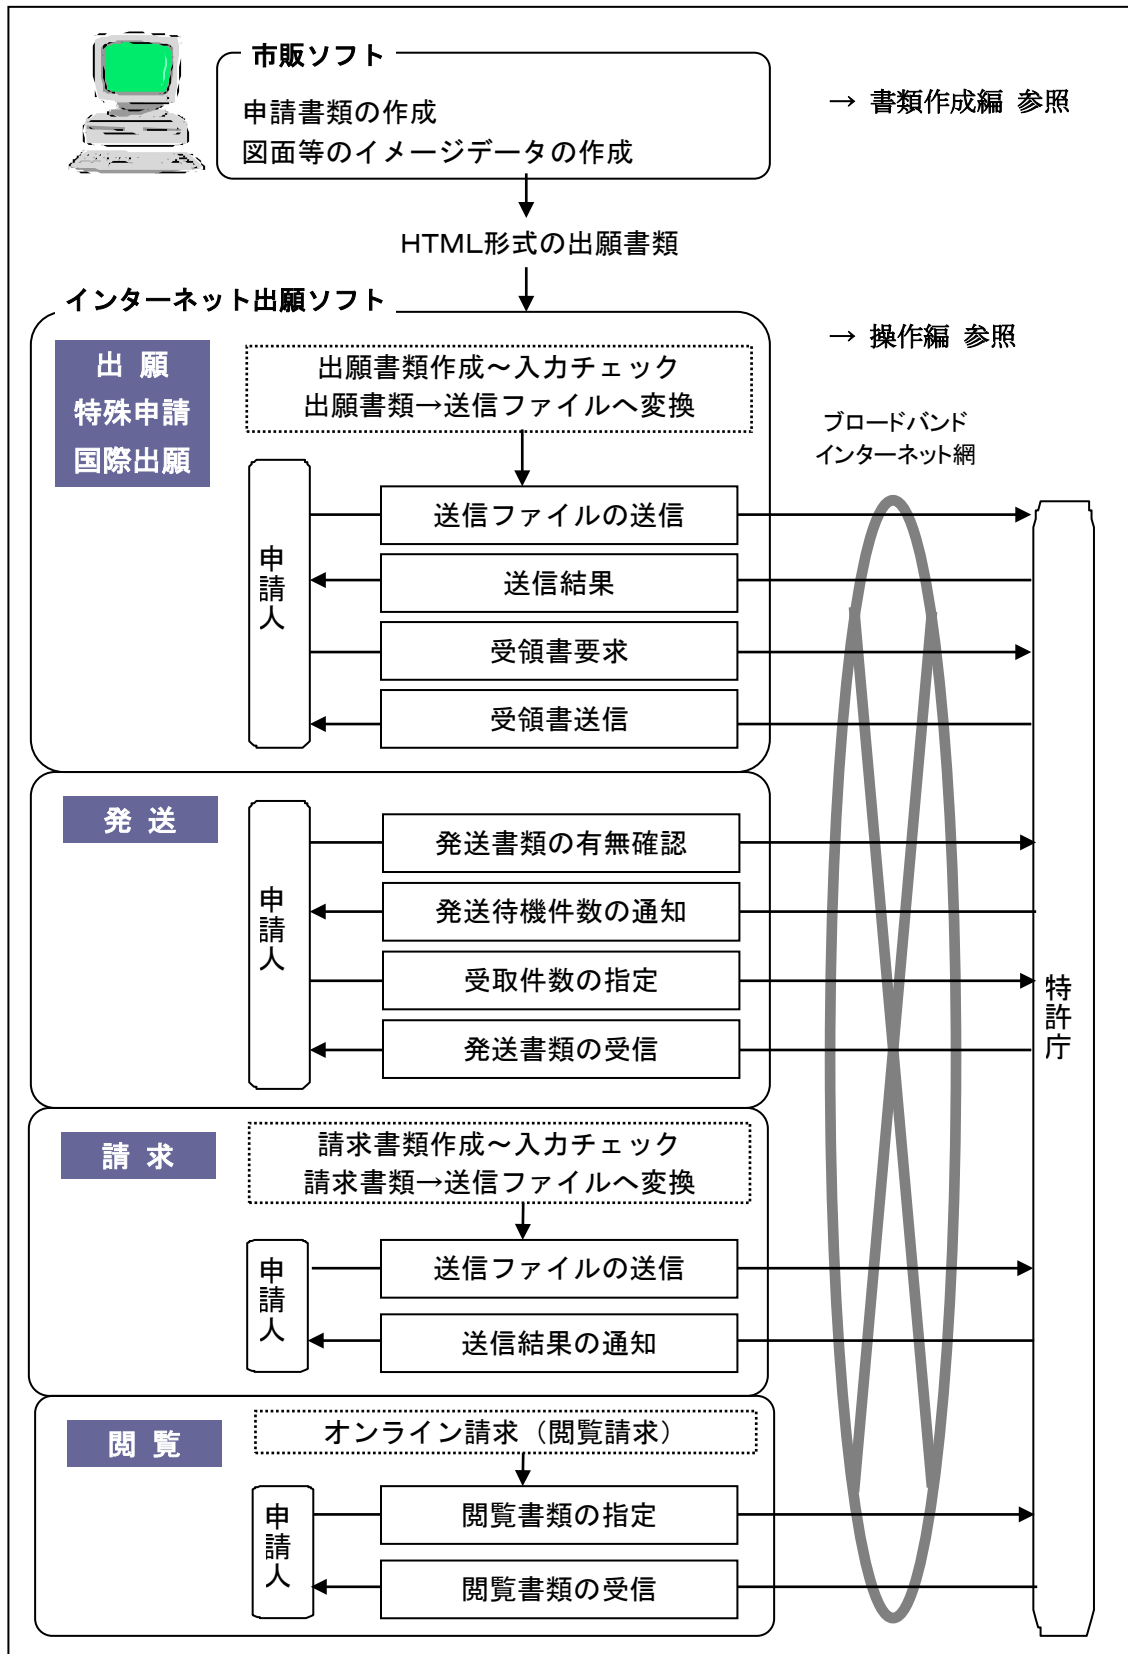 市販ソフト
申請書類の作成
図面等のイメージデータの作成
→ 書類作成編 参照
HTML形式の出願書類
インターネット出願ソフト
→ 操作編 参照
出 願
特殊申請
国際出願
出願書類作成～入力チェック
出願書類→送信ファイルへ変換
ブロードバンド
インターネット網
申請人
送信ファイルの送信
送信結果
受領書要求
受領書送信
発 送
申請人
発送書類の有無確認
発送待機件数の通知
受取件数の指定
発送書類の受信
特許庁
請 求
請求書類作成～入力チェック
請求書類→送信ファイルへ変換
申請人
送信ファイルの送信
送信結果の通知
閲 覧
オンライン請求（閲覧請求）
申請人
閲覧書類の指定
閲覧書類の受信